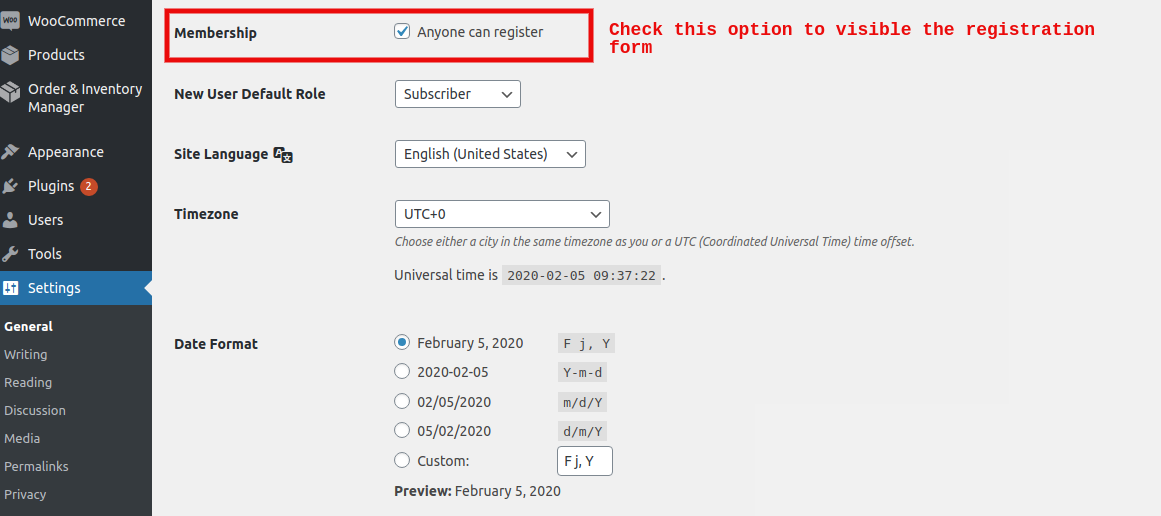 WOO
WooCommerce
Products
Order & Inventory
Manager
Appearance
Plugins 2
Users
Tools
Settings
General
Writing
Reading
Discussion
Media
Permalinks
Privacy
Membership Anyone can register
Check this option to visible the registration
form
New User Default Role Subscriber
Site Language English (United States)
Timezone UTC+0
Choose either a city in the same timezone as you or a UTC (Coordinated Universal Time) time offset.
Universal time is 2020-02-05 09:37:22.
Date Format February 5, 2020 F j, Y
2020-02-05 Y-m-d
02/05/2020 m/d/Y
05/02/2020 d/m/Y
Custom: F j, Y
Preview: February 5, 2020